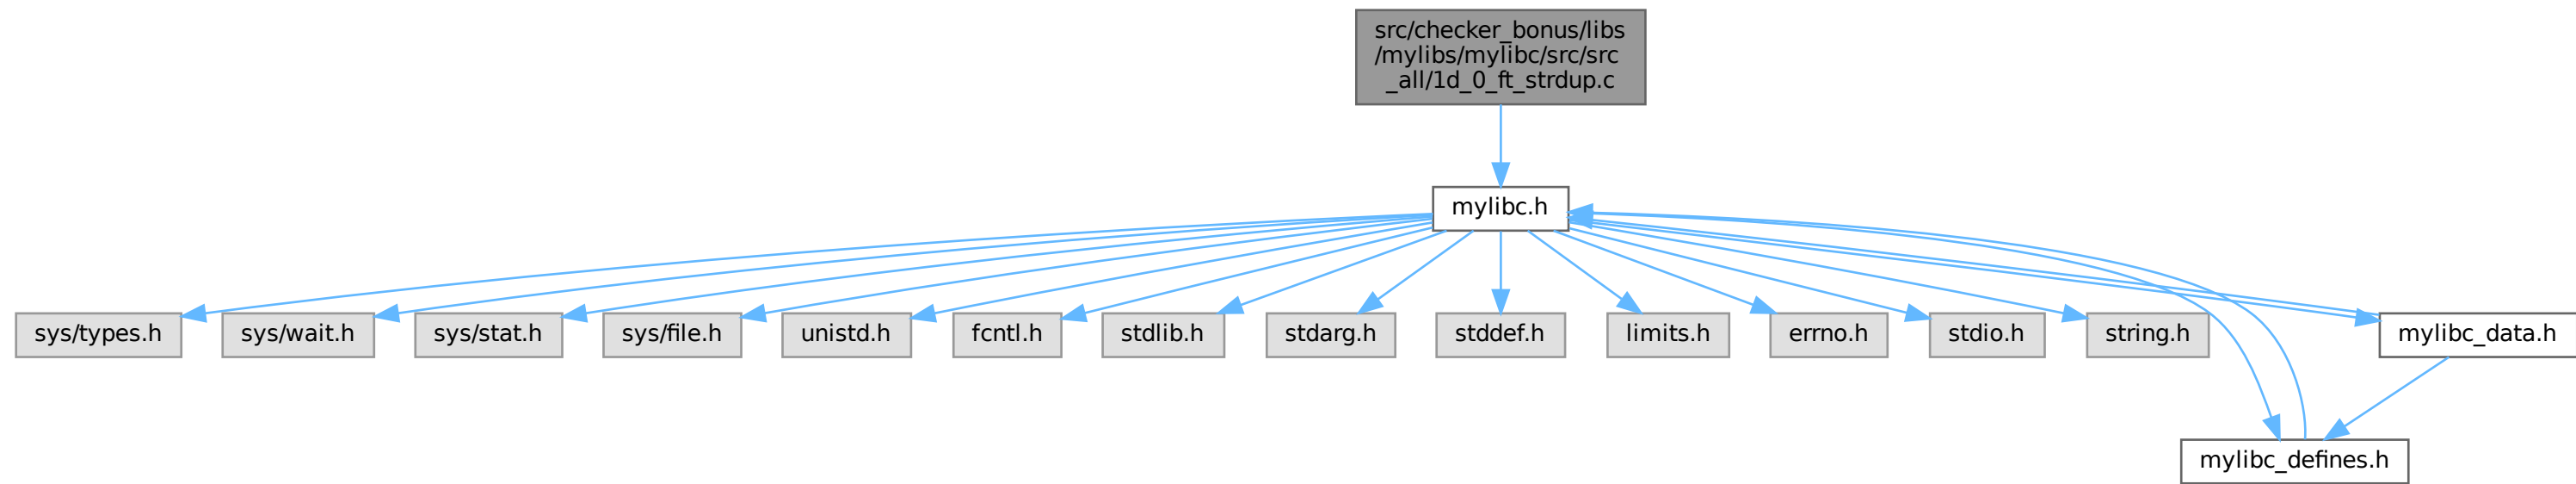 src/checker_bonus/libs
/mylibs/mylibc/src/src
_all/1d_0_ft_strdup.c
mylibc.h
sys/types.h
sys/wait.h
sys/stat.h
sys/file.h
unistd.h
fcntl.h
stdlib.h
stdarg.h
stddef.h
limits.h
errno.h
stdio.h
string.h
mylibc_data.h
mylibc_defines.h